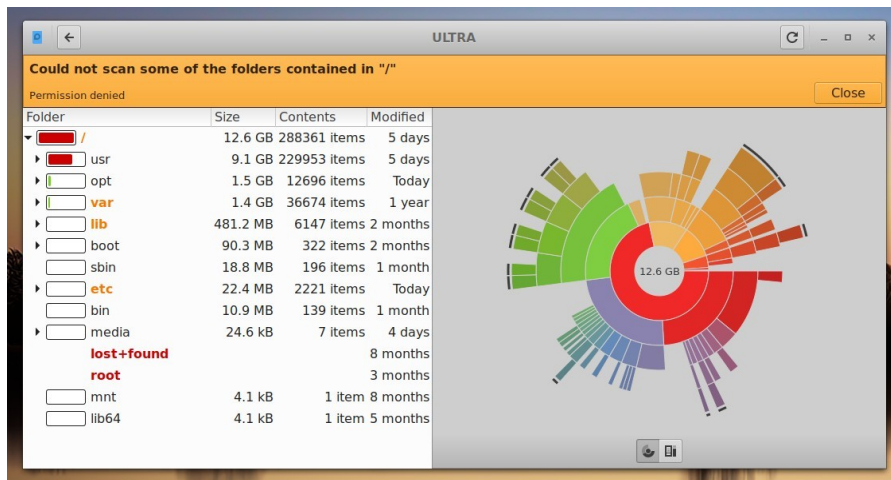 ULTRA
Could not scan some of the folders contained in "/"
Permission denied
Close
Folder Size Contents Modified
/ 12.6 GB 288361 items 5 days
usr 9.1 GB 229953 items 5 days
opt 1.5 GB 12696 items Today
var 1.4 GB 36674 items 1 year
lib 481.2 MB 6147 items 2 months
boot 90.3 MB 322 items 2 months
sbin 18.8 MB 196 items 1 month
etc 22.4 MB 2221 items Today
bin 10.9 MB 139 items 1 month
media 24.6 kB 7 items 4 days
lost+found 8 months
root 3 months
mnt 4.1 kB 1 item 8 months
lib64 4.1 kB 1 item 5 months
12.6 GB